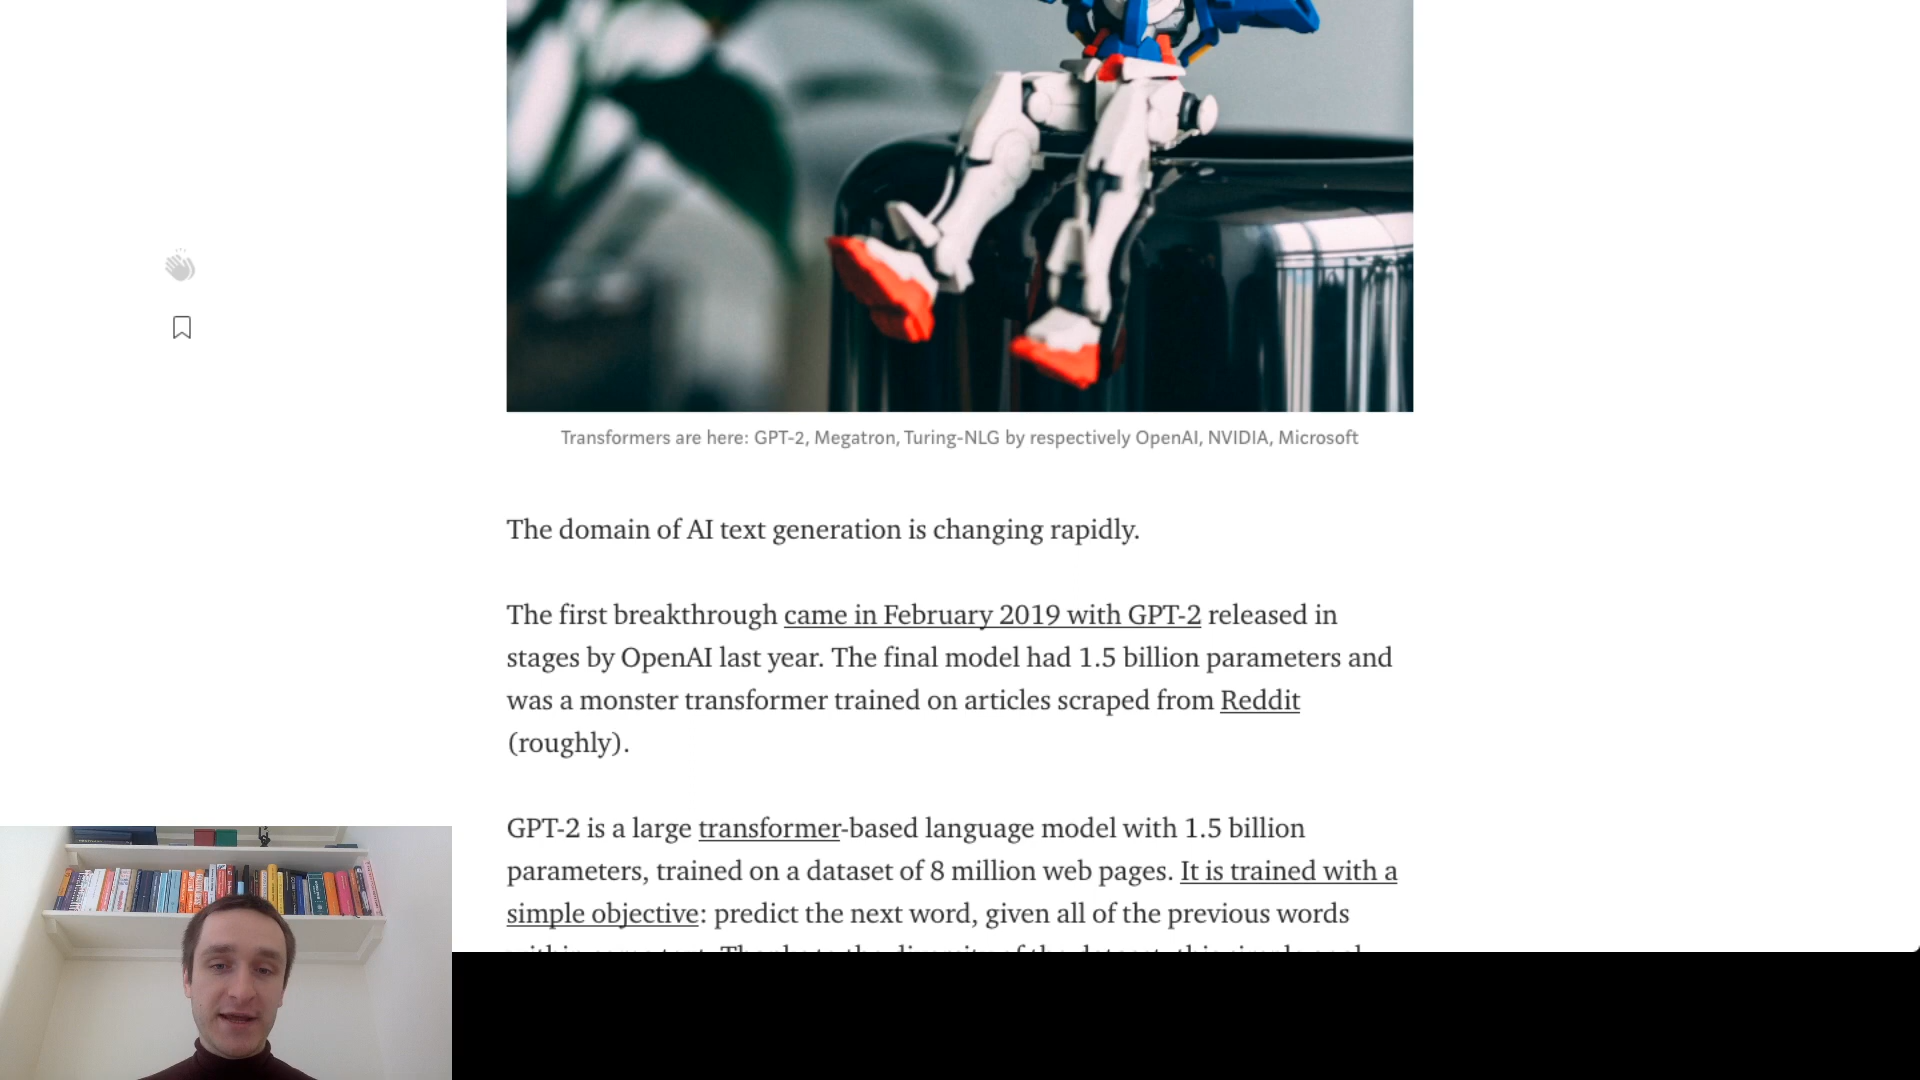 Transformers are here: GPT-2, Megatron, Turing-NLG by respectively OpenAI, NVIDIA, Microsoft
The domain of AI text generation is changing rapidly.
The first breakthrough came in February 2019 with GPT-2 released in
stages by OpenAI last year. The final model had 1.5 billion parameters and
was a monster transformer trained on articles scraped from Reddit
(roughly).
GPT-2 is a large transformer-based language model with 1.5 billion
parameters, trained on a dataset of 8 million web pages. It is trained with a
simple objective: predict the next word, given all of the previous words